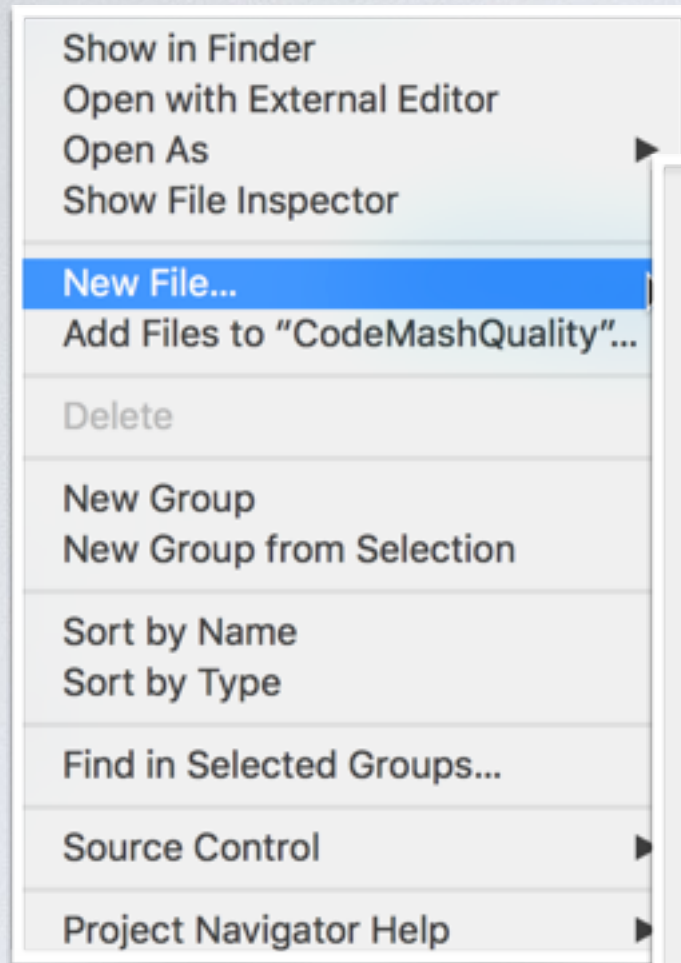 Show in Finder
Open with External Editor
Open As
Show File Inspector
New File...
Add Files to “CodeMashQuality”...
Delete
New Group
New Group from Selection
Sort by Name
Sort by Type
Find in Selected Groups...
Source Control
Project Navigator Help